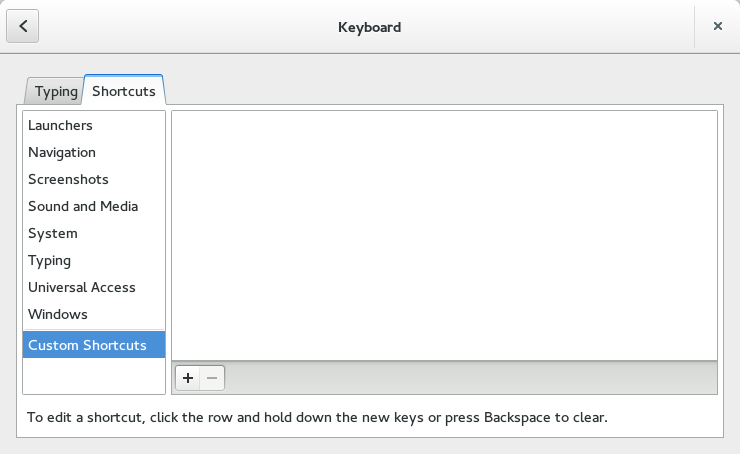 Keyboard
Typing
Shortcuts
Launchers
Navigation
Screenshots
Sound and Media
System
Typing
Universal Access
Windows
Custom Shortcuts
To edit a shortcut, click the row and hold down the new keys or press Backspace to clear.